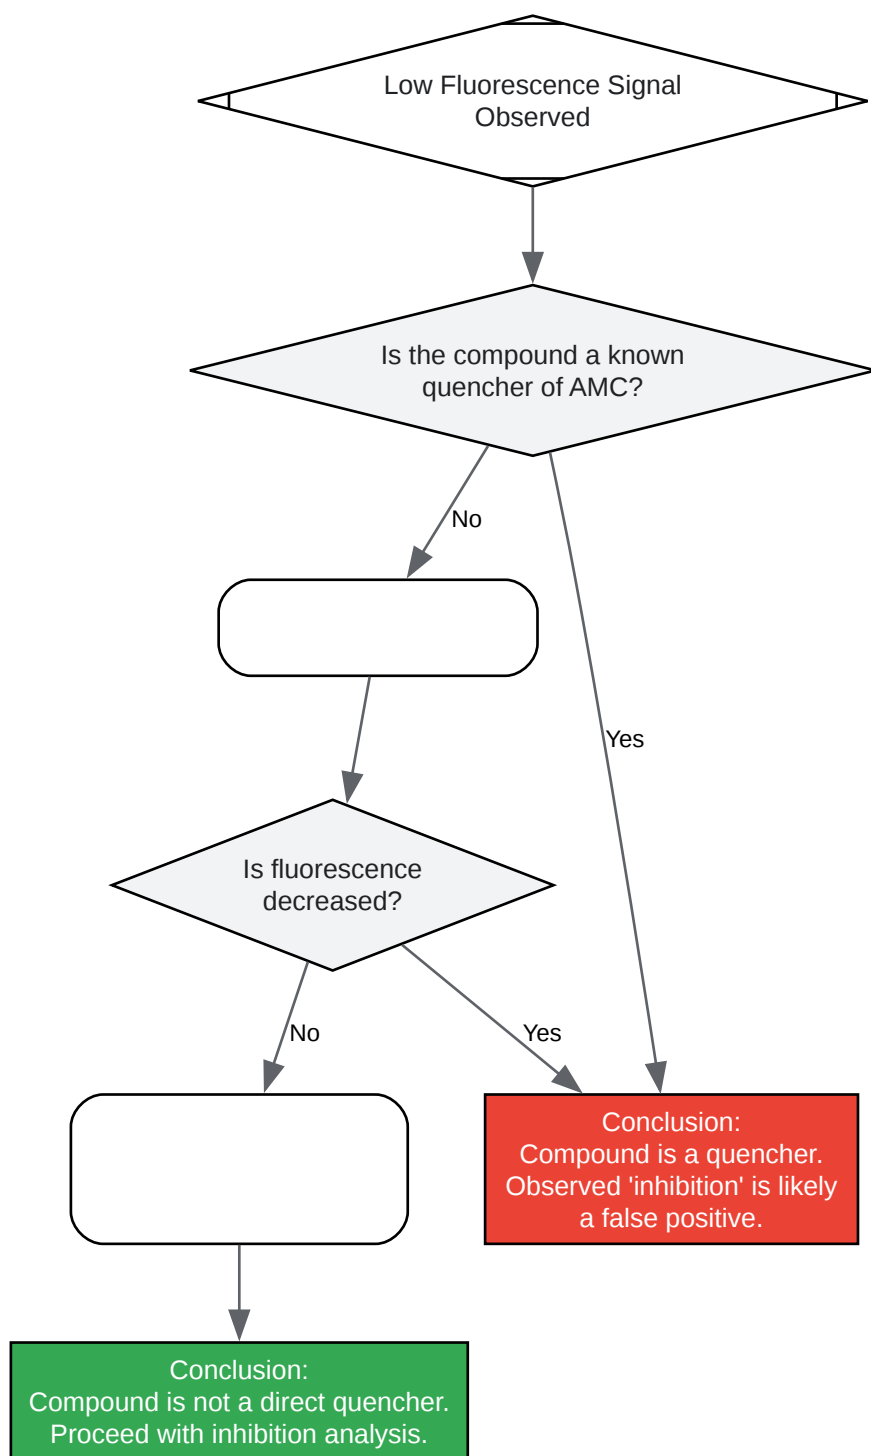 Low Fluorescence Signal
Observed
Is the compound a known
quencher of AMC?
No
Yes
Is fluorescence
decreased?
No
Yes
Conclusion:
Compound is a quencher.
Observed 'inhibition' is likely
a false positive.
Conclusion:
Compound is not a direct quencher.
Proceed with inhibition analysis.